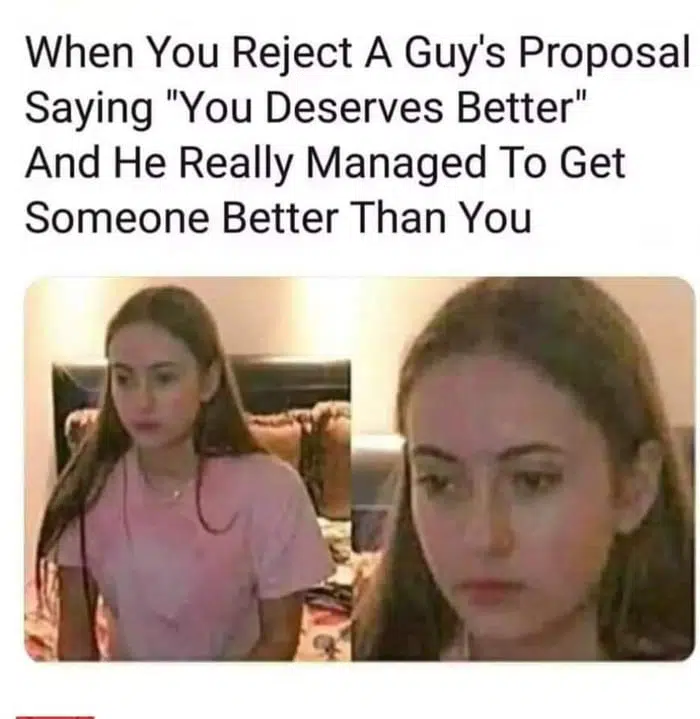 When You Reject A Guy's Proposal
Saying "You Deserves Better"
And He Really Managed To Get
Someone Better Than You